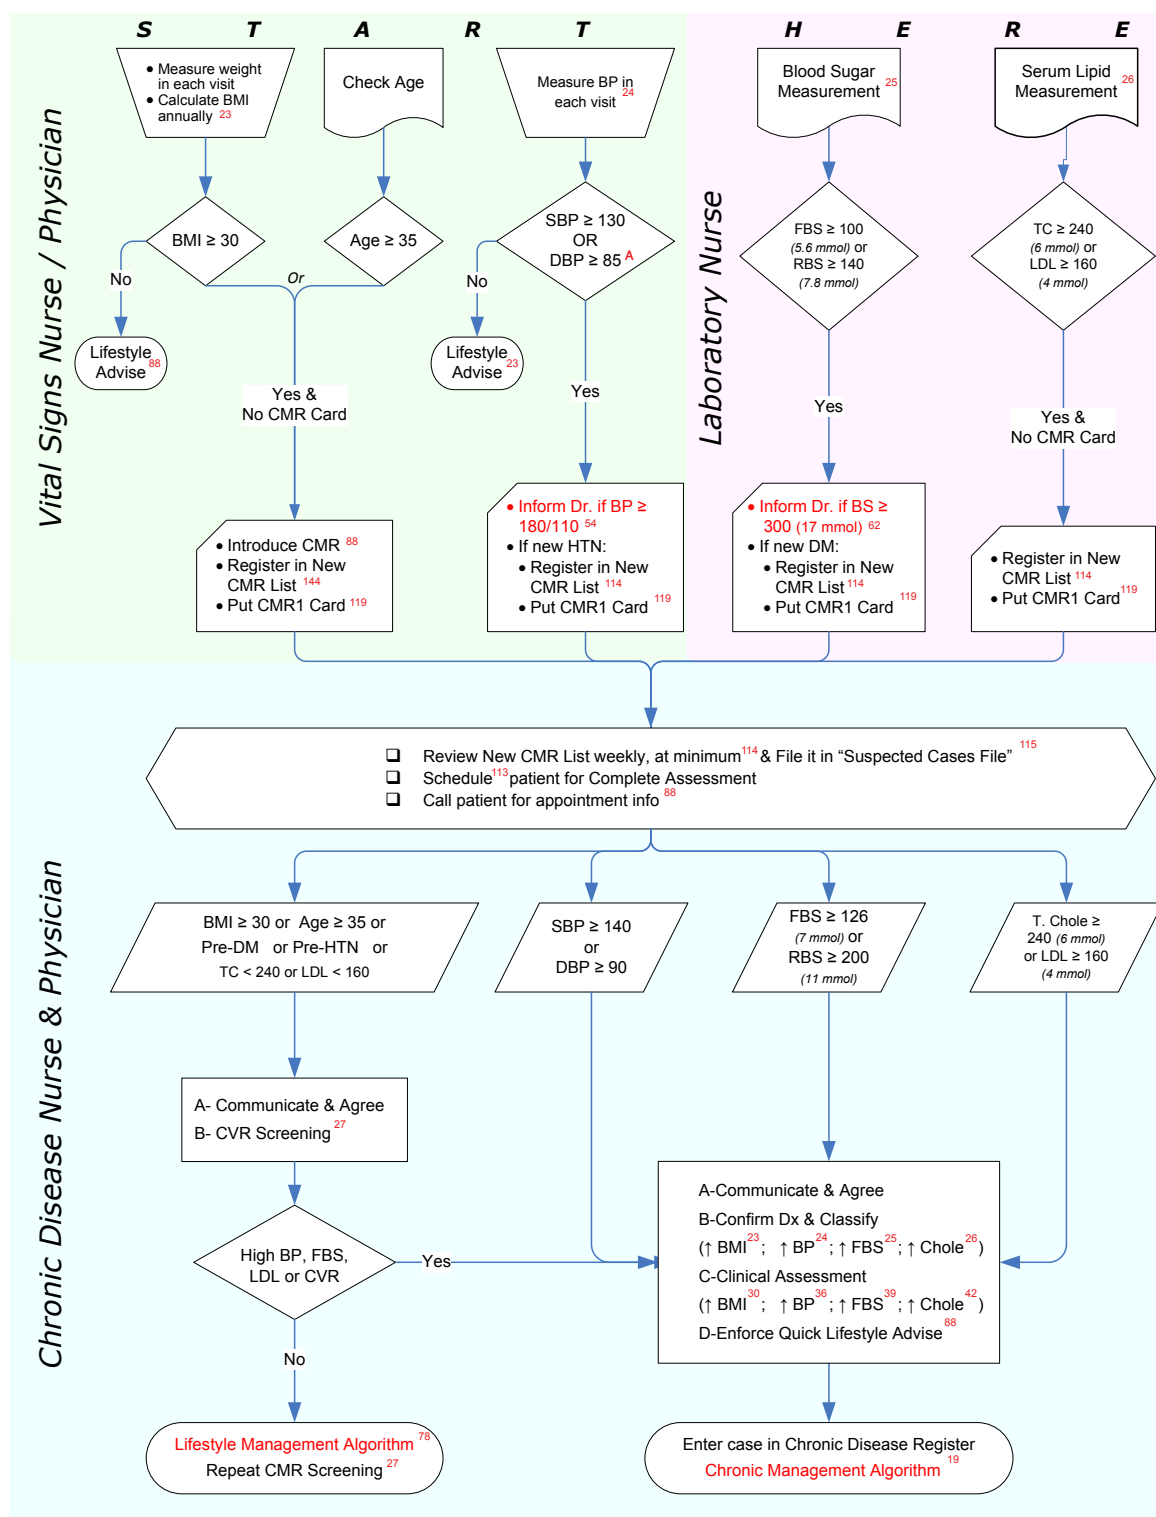 S T A R T H E R E
Vital Signs Nurse / Physician
• Measure weight
in each visit
• Calculate BMI
annually 23
Check Age
Measure BP in
each visit 24
BMI ≥ 30
Age ≥ 35
SBP ≥ 130
OR
DBP ≥ 85 A
No
Or
No
Lifestyle
Advise 88
Lifestyle
Advise 23
Yes &
No CMR Card
Yes
• Introduce CMR 88
• Register in New
CMR List 144
• Put CMR1 Card 119
• Inform Dr. if BP ≥
180/110 54
• If new HTN:
• Register in New
CMR List 114
• Put CMR1 Card 119
Laboratory Nurse
Blood Sugar
Measurement 25
Serum Lipid
Measurement 26
FBS ≥ 100
(5.6 mmol) or
RBS ≥ 140
(7.8 mmol)
TC ≥ 240
(6 mmol) or
LDL ≥ 160
(4 mmol)
Yes
Yes &
No CMR Card
• Inform Dr. if BS ≥
300 (17 mmol) 62
• If new DM:
• Register in New
CMR List 114
• Put CMR1 Card 119
• Register in New
CMR List 114
• Put CMR1 Card 119
Chronic Disease Nurse & Physician
❑ Review New CMR List weekly, at minimum 114 & File it in “Suspected Cases File” 115
❑ Schedule 113 patient for Complete Assessment
❑ Call patient for appointment info 88
BMI ≥ 30 or Age ≥ 35 or
Pre-DM or Pre-HTN or
TC < 240 or LDL < 160
SBP ≥ 140
or
DBP ≥ 90
FBS ≥ 126
(7 mmol) or
RBS ≥ 200
(11 mmol)
T. Chole ≥
240 (6 mmol)
or LDL ≥ 160
(4 mmol)
A- Communicate & Agree
B- CVR Screening 27
High BP, FBS,
LDL or CVR
Yes
No
A-Communicate & Agree
B-Confirm Dx & Classify
(↑ BMI 23; ↑ BP 24; ↑ FBS 25; ↑ Chole 26)
C-Clinical Assessment
(↑ BMI 30; ↑ BP 36; ↑ FBS 39; ↑ Chole 42)
D-Enforce Quick Lifestyle Advise 88
Lifestyle Management Algorithm 78
Repeat CMR Screening 27
Enter case in Chronic Disease Register
Chronic Management Algorithm 19